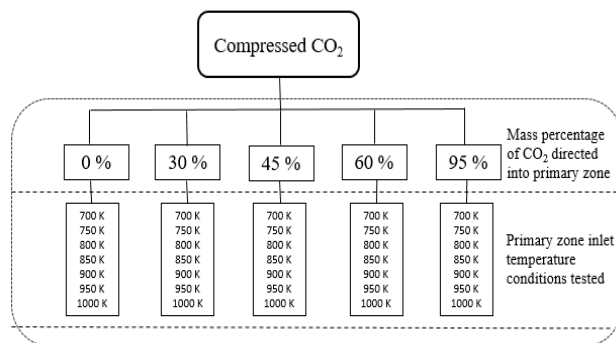 Compressed CO₂
0 %
30 %
45 %
60 %
95 %
Mass percentage
of CO₂ directed
into primary zone
700 K
750 K
800 K
850 K
900 K
950 K
1000 K
700 K
750 K
800 K
850 K
900 K
950 K
1000 K
700 K
750 K
800 K
850 K
900 K
950 K
1000 K
700 K
750 K
800 K
850 K
900 K
950 K
1000 K
700 K
750 K
800 K
850 K
900 K
950 K
1000 K
Primary zone inlet
temperature
conditions tested